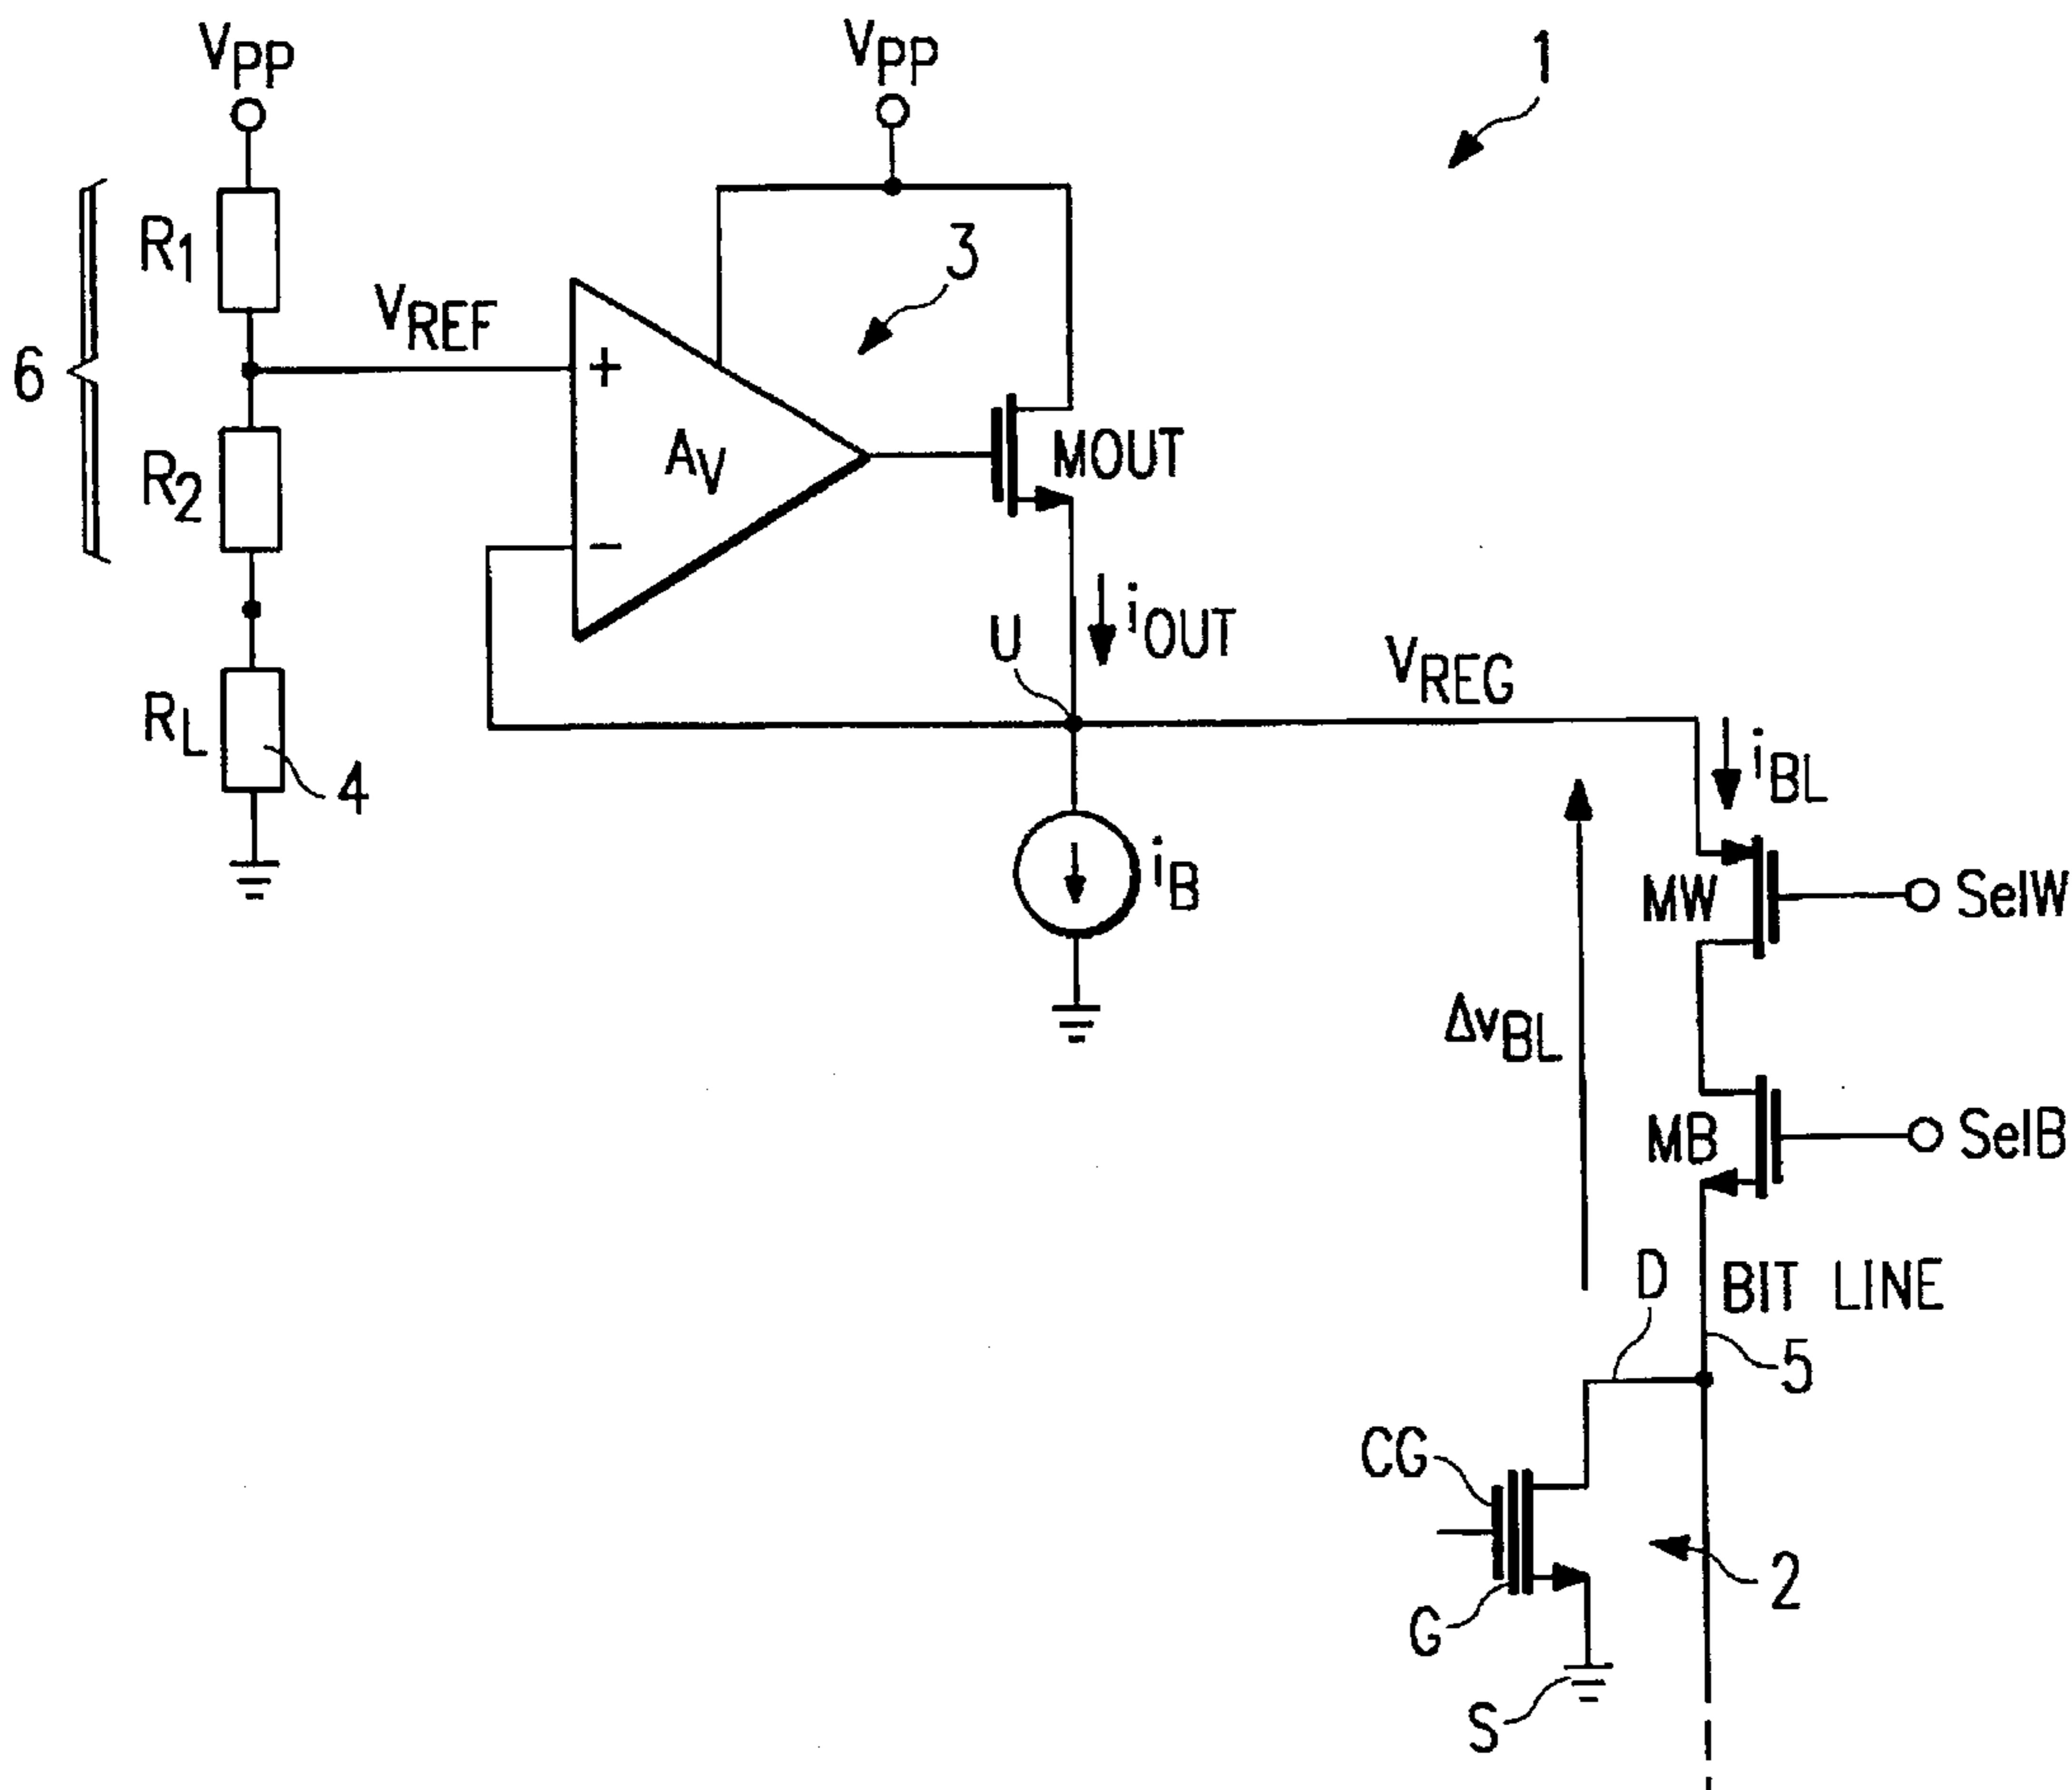 VPP
VPP
1
6
R1
VREF
3
+
AV
MOUT
R2
−
iOUT
U
VREG
RL
4
iBL
iB
MW
SelW
ΔvBL
MB
SelB
D
BIT LINE
5
CG
2
G
S